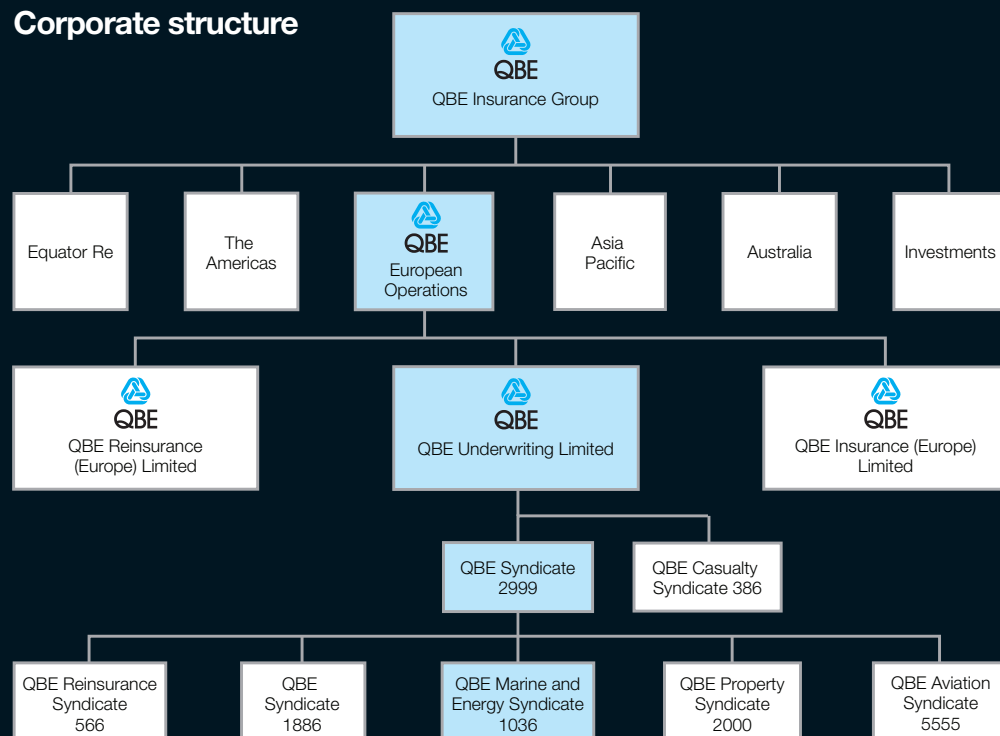 Corporate structure
QBE
QBE Insurance Group
Equator Re
The
Americas
QBE
European
Operations
Asia
Pacific
Australia
Investments
QBE
QBE Reinsurance
(Europe) Limited
QBE
QBE Underwriting Limited
QBE
QBE Insurance (Europe)
Limited
QBE Syndicate
2999
QBE Casualty
Syndicate 386
QBE Reinsurance
Syndicate
566
QBE
Syndicate
1886
QBE Marine and
Energy Syndicate
1036
QBE Property
Syndicate
2000
QBE Aviation
Syndicate
5555